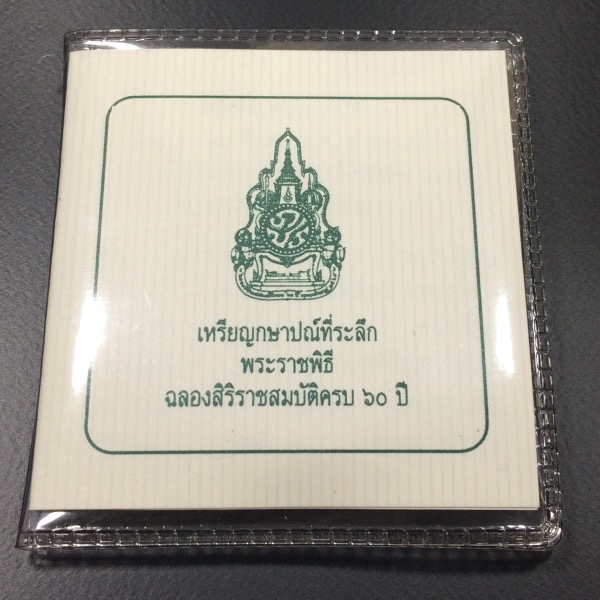 เหรียญกษาปณ์ที่ระลึก
พระราชพิธี
ฉลองสิริราชสมบัติครบ ๖๐ ปี